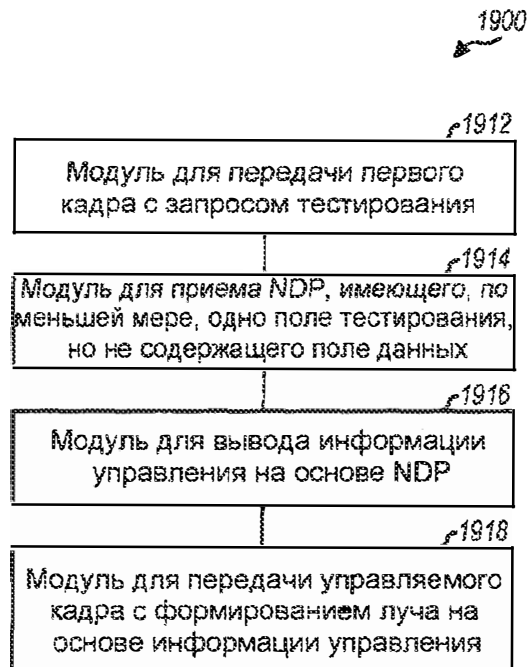 1900
1912
Модуль для передачи первого
кадра с запросом тестирования
1914
Модуль для приема NDP, имеющего, по
меньшей мере, одно поле тестирования,
но не содержащего поле данных
1916
Модуль для вывода информации
управления на основе NDP
1918
Модуль для передачи управляемого
кадра с формированием луча на
основе информации управления